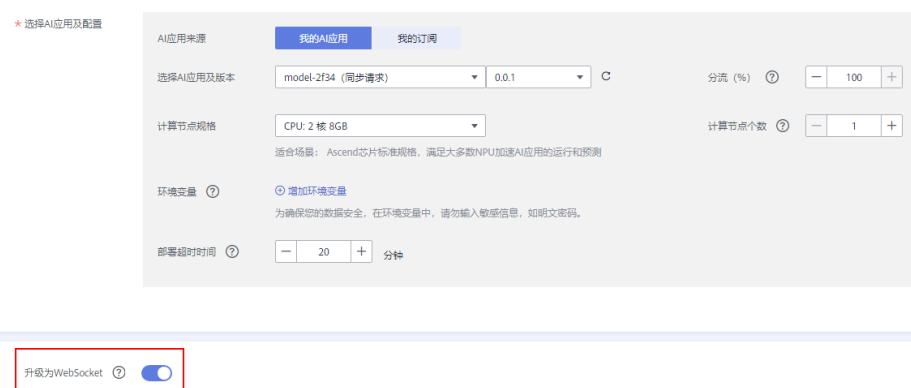 * 选择AI应用及配置
AI应用来源 我的AI应用 我的订阅
选择AI应用及版本 model-2f34（同步请求） 0.0.1 分流（%） ? — 100 +
计算节点规格 CPU: 2 核 8GB 计算节点个数 ? — 1 +
适合场景： Ascend芯片标准规格，满足大多数NPU加速AI应用的运行和预测
环境变量 ? 增加环境变量
为确保您的数据安全，在环境变量中，请勿输入敏感信息，如明文密码。
部署超时时间 ? — 20 + 分钟
升级为WebSocket ?